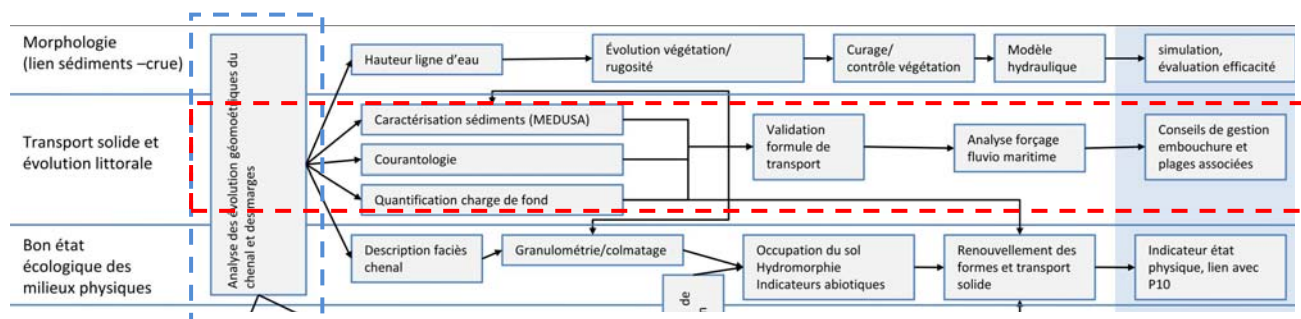 Morphologie
(lien sédiments –crue)
Hauteur ligne d'eau
Évolution végétation/
rugosité
Curage/
contrôle végétation
Modèle
hydraulique
simulation,
évaluation efficacité
Analyse des évolution géomoétriques du
chenal et des marges
Transport solide et
évolution littorale
Caractérisation sédiments (MEDUSA)
Courantologie
Quantification charge de fond
Validation
formule de
transport
Analyse forçage
fluvio maritime
Conseils de gestion
embouchure et
plages associées
Bon état
écologique des
milieux physiques
Description faciès
chenal
Granulométrie/colmatage
Occupation du sol
Hydromorphie
Indicateurs abiotiques
Renouvellement des
formes et transport
solide
Indicateur état
physique, lien avec
P10
de